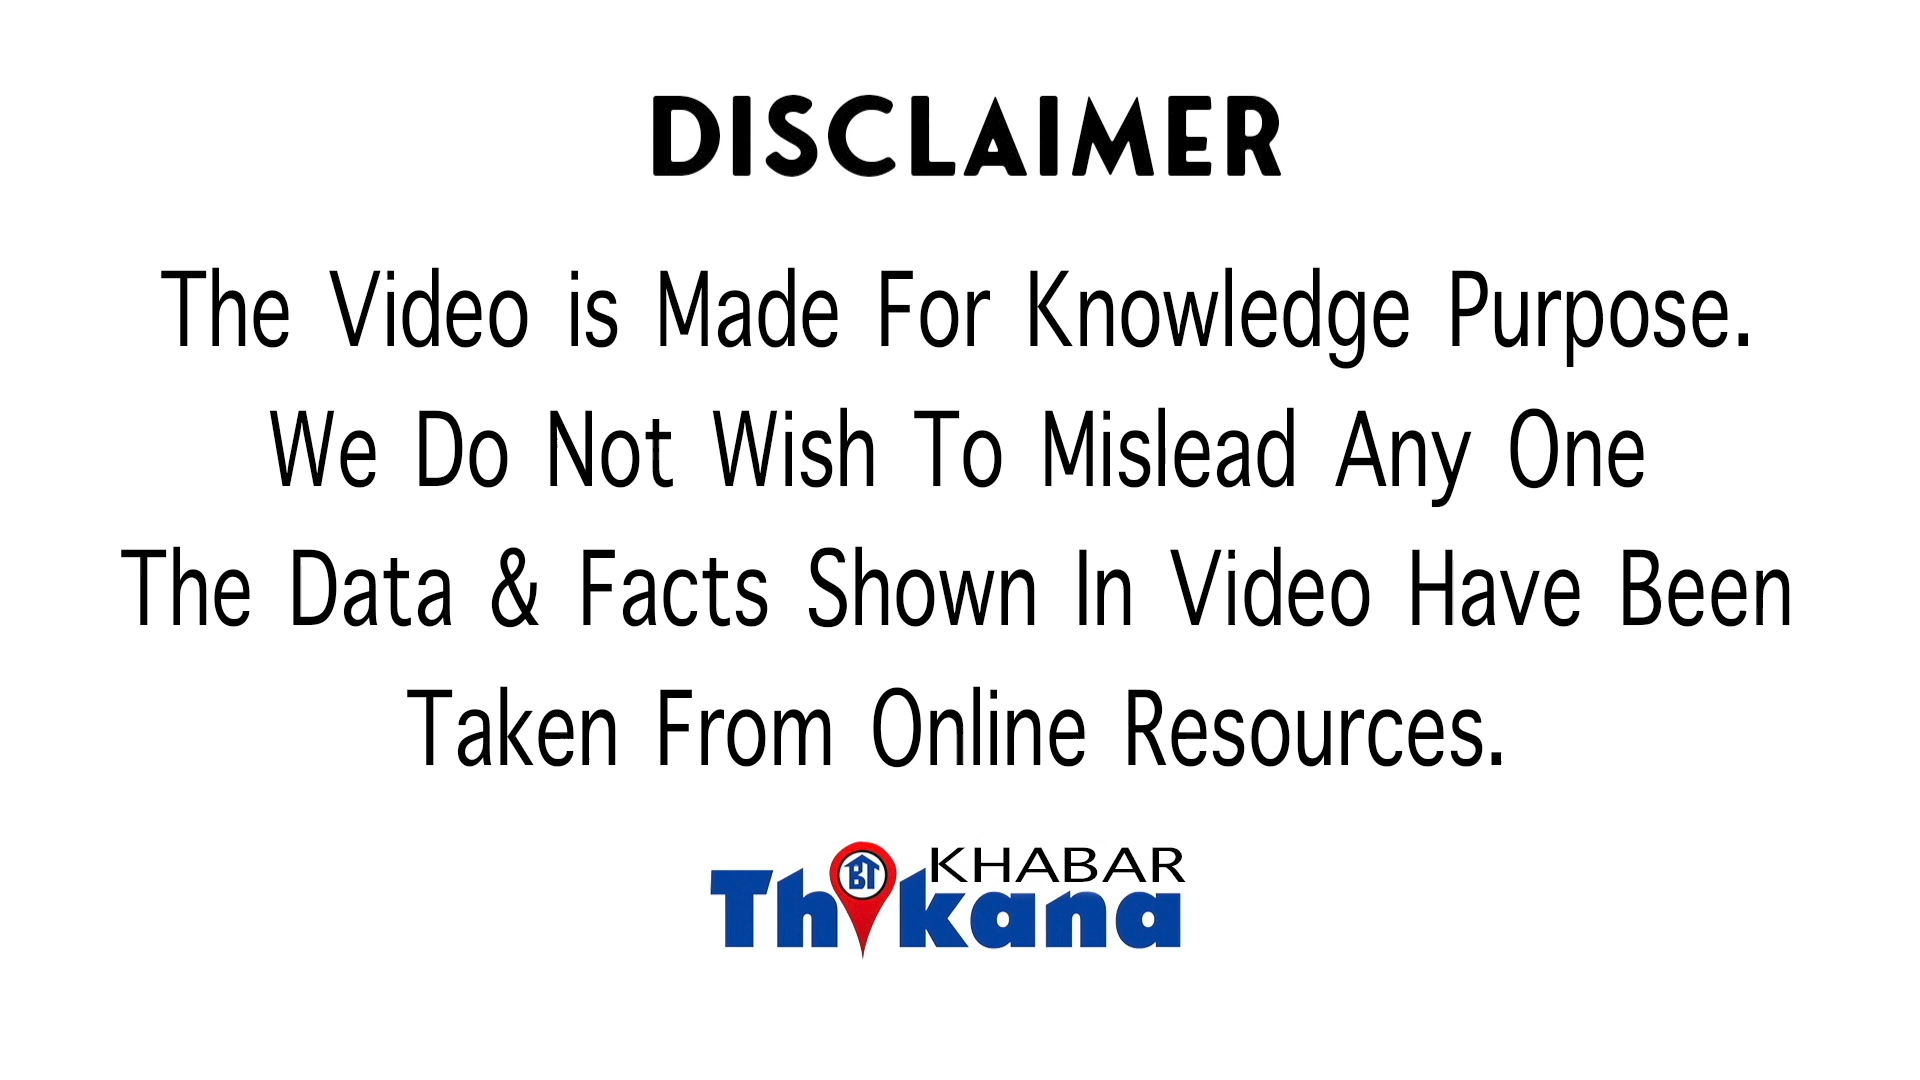 DISCLAIMER
The Video is Made For Knowledge Purpose.
We Do Not Wish To Mislead Any One
The Data & Facts Shown In Video Have Been
Taken From Online Resources.
KHABAR
BT
Thikana